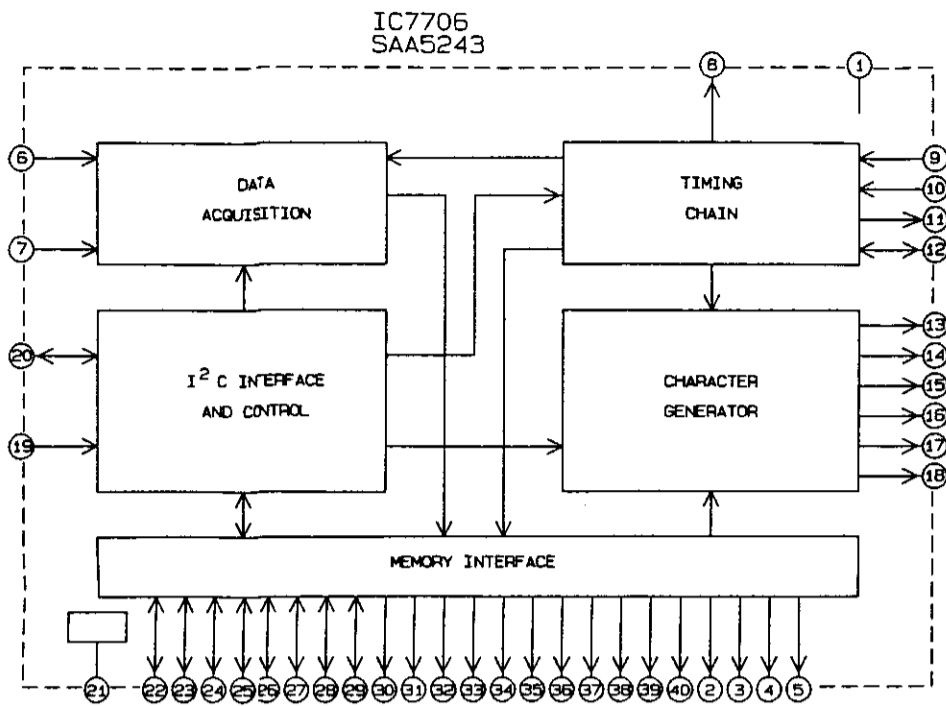 IC7706
SAA5243
8 1
6 9
DATA TIMING
10
ACQUISITION CHAIN
11
7 12
13
20 14
I²C INTERFACE CHARACTER
15
AND CONTROL GENERATOR
16
19 17
18
MEMORY INTERFACE
21 22 23 24 25 26 27 28 29 30 31 32 33 34 35 36 37 38 39 40 2 3 4 5